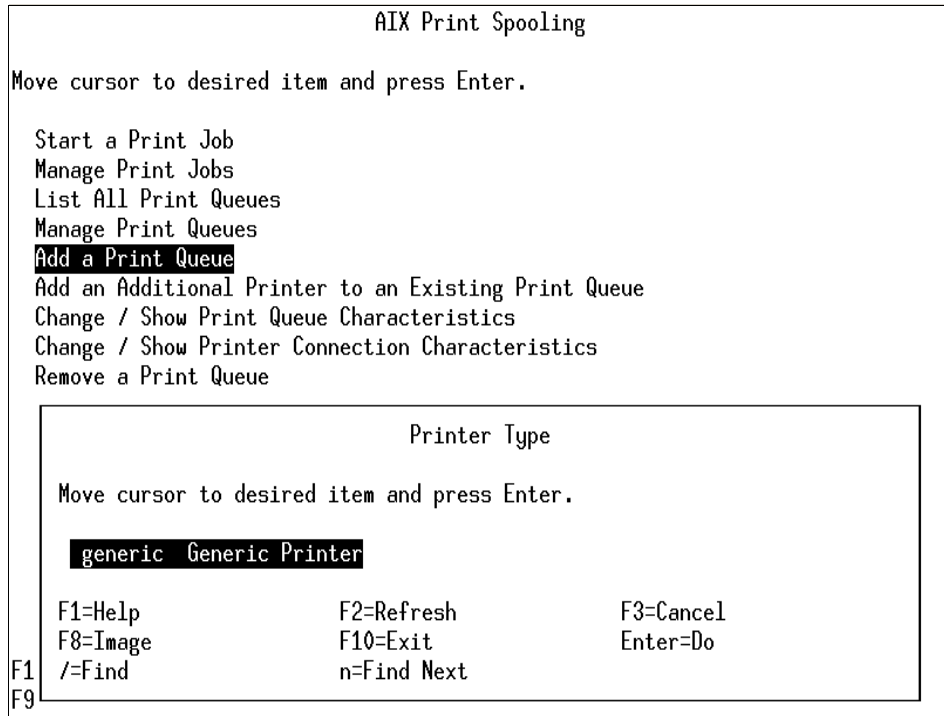 AIX Print Spooling
Move cursor to desired item and press Enter.
Start a Print Job
Manage Print Jobs
List All Print Queues
Manage Print Queues
Add a Print Queue
Add an Additional Printer to an Existing Print Queue
Change / Show Print Queue Characteristics
Change / Show Printer Connection Characteristics
Remove a Print Queue
Printer Type
Move cursor to desired item and press Enter.
generic  Generic Printer
F1=Help F2=Refresh F3=Cancel
F8=Image F10=Exit Enter=Do
F1 /=Find n=Find Next
F9